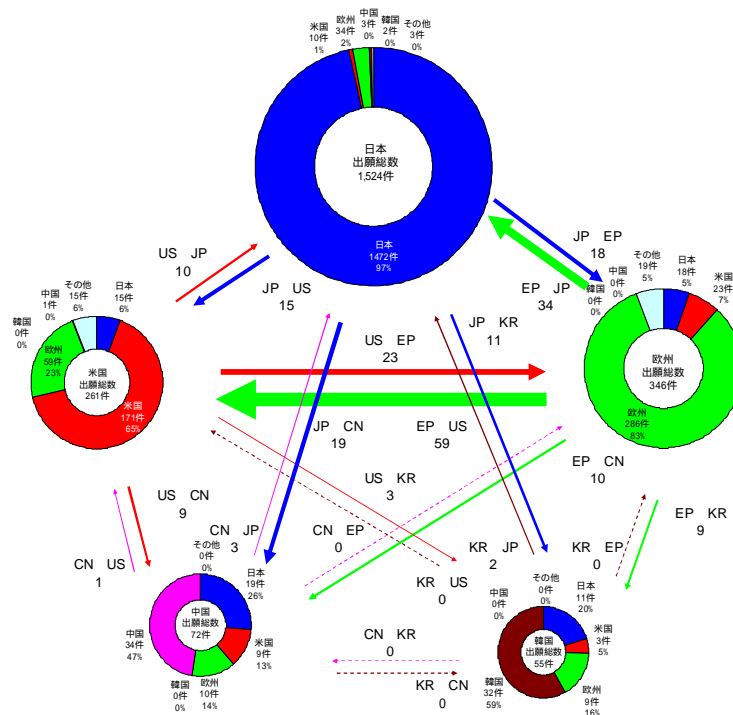 米国
10件
1%
欧州
34件
2%
中国
3件
0%
韓国
2件
0%
その他
3件
0%
日本
出願総数
1,524件
日本
1472件
97%
US JP
10
JP US
15
JP EP
18
EP JP
34
中国
1件
0%
その他
15件
6%
日本
15件
6%
韓国
0件
0%
欧州
59件
23%
米国
出願総数
261件
米国
171件
65%
韓国
0件
0%
中国
0件
0%
その他
19件
5%
日本
18件
5%
米国
23件
7%
欧州
出願総数
346件
欧州
286件
83%
US EP
23
JP KR
11
JP CN
19
EP US
59
US KR
3
EP CN
10
US CN
9
CN JP
3
CN EP
0
CN US
1
KR US
0
KR JP
2
KR EP
0
EP KR
9
その他
0件
0%
日本
19件
26%
中国
出願総数
72件
中国
34件
47%
米国
9件
13%
韓国
0件
0%
欧州
10件
14%
CN KR
0
KR CN
0
中国
0件
0%
その他
0件
0%
日本
11件
20%
米国
3件
5%
韓国
出願総数
55件
韓国
32件
59%
欧州
9件
16%